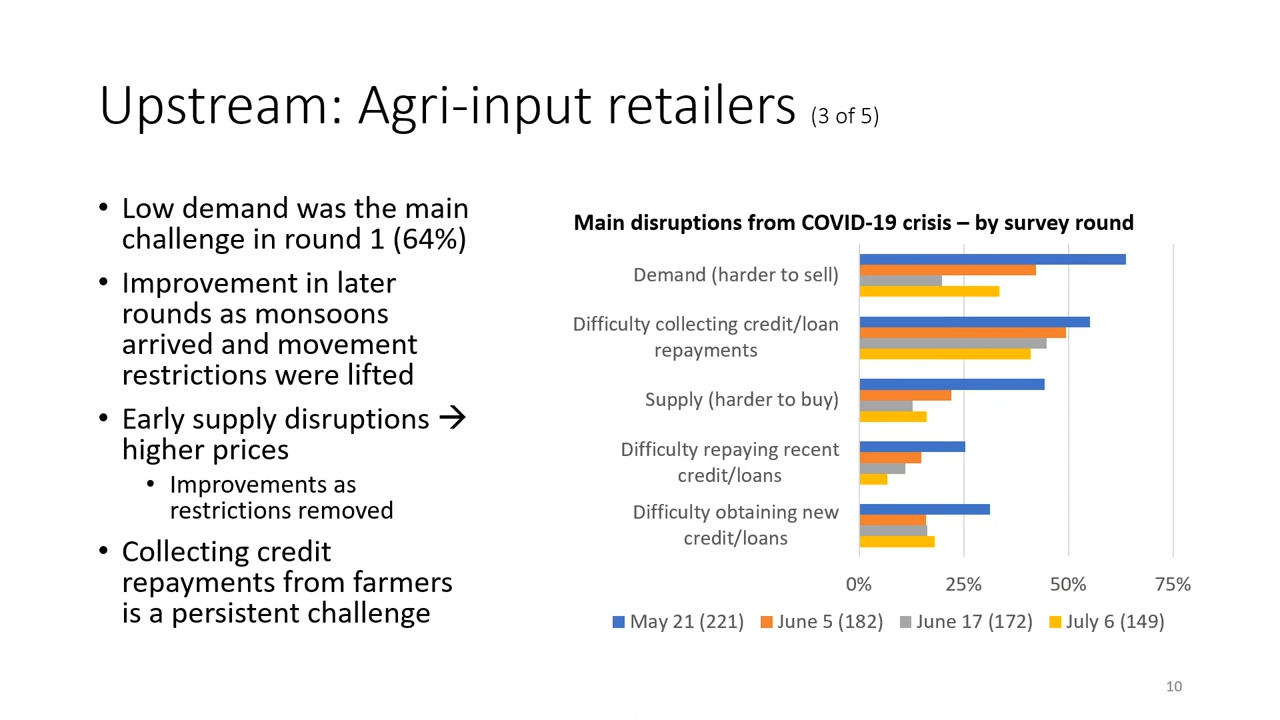 Upstream: Agri-input retailers (3 of 5)
• Low demand was the main
challenge in round 1 (64%)
• Improvement in later
rounds as monsoons
arrived and movement
restrictions were lifted
• Early supply disruptions →
higher prices
• Improvements as
restrictions removed
• Collecting credit
repayments from farmers
is a persistent challenge
Main disruptions from COVID-19 crisis – by survey round
Demand (harder to sell)
Difficulty collecting credit/loan
repayments
Supply (harder to buy)
Difficulty repaying recent
credit/loans
Difficulty obtaining new
credit/loans
0% 25% 50% 75%
May 21 (221) June 5 (182) June 17 (172) July 6 (149)
10